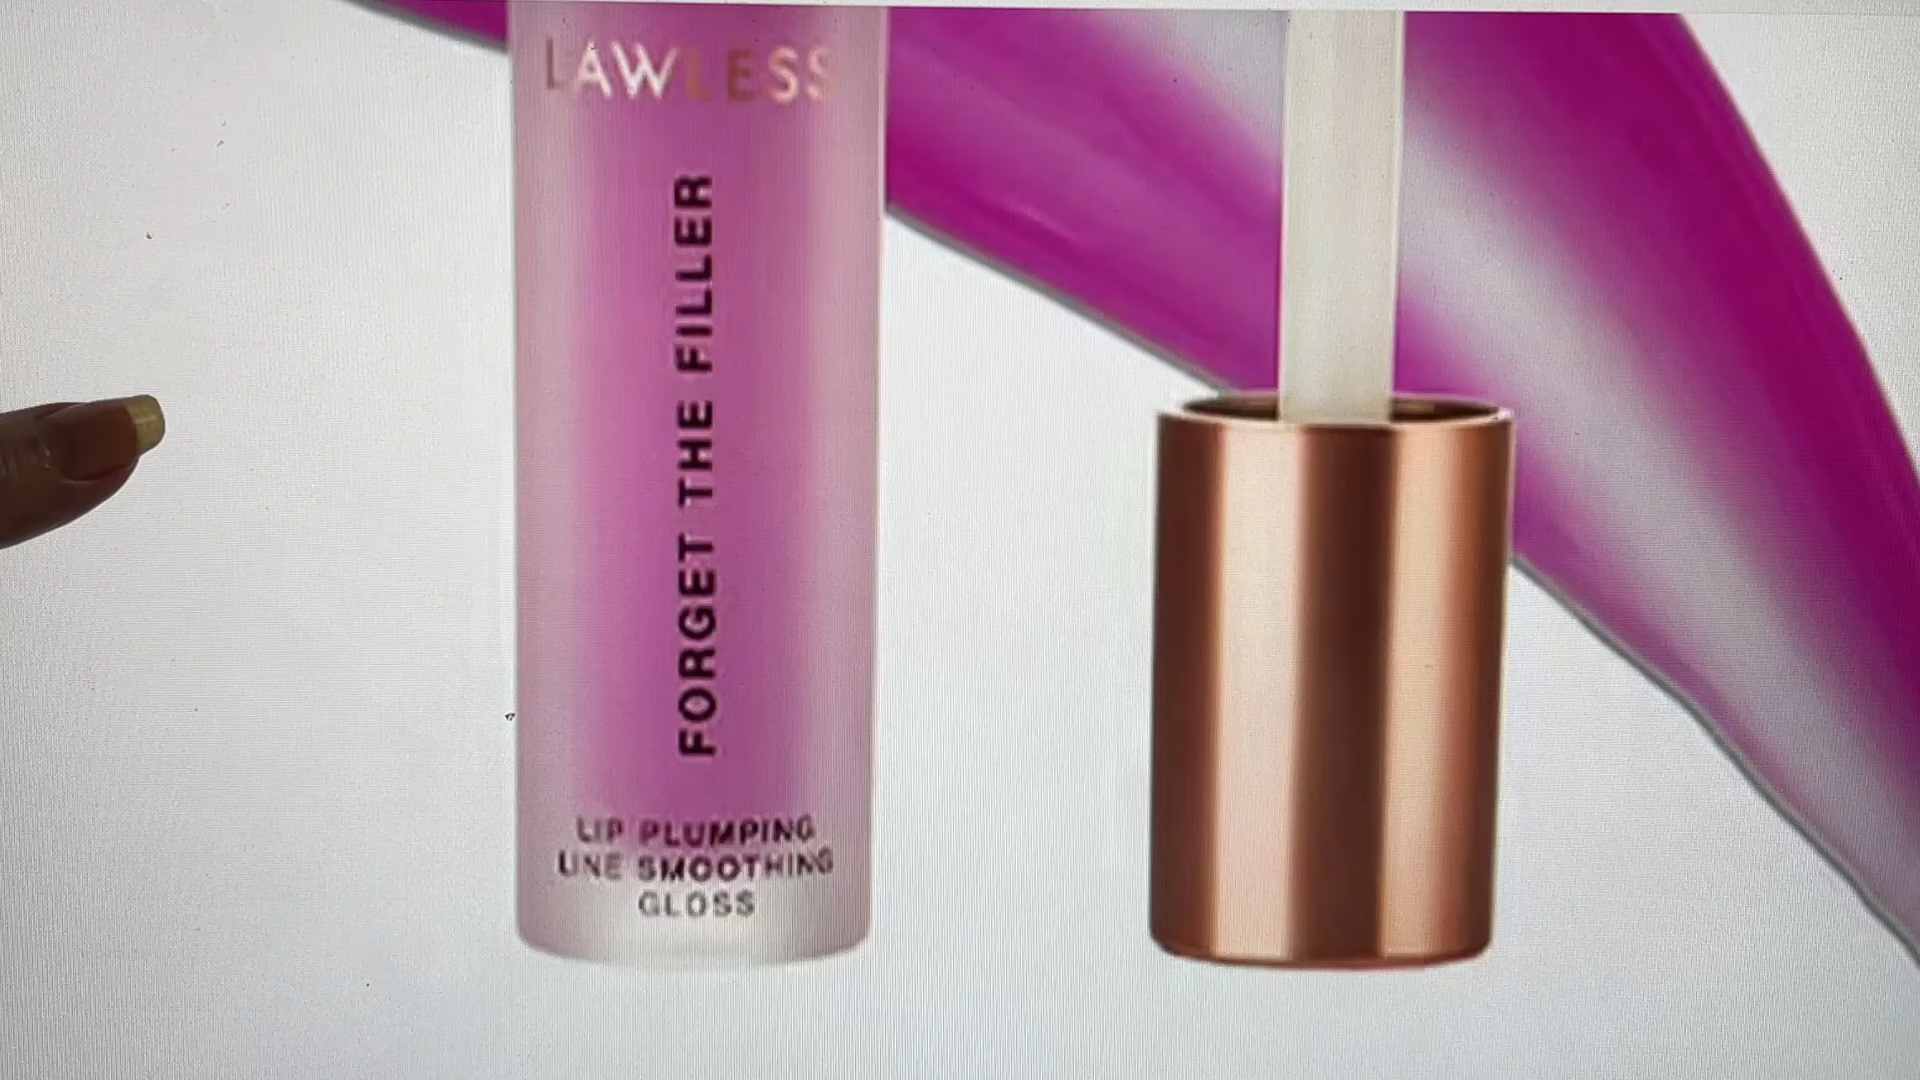 LAWLESS
FORGET THE FILLER
LIP PLUMPING
LINE SMOOTHING
GLOSS